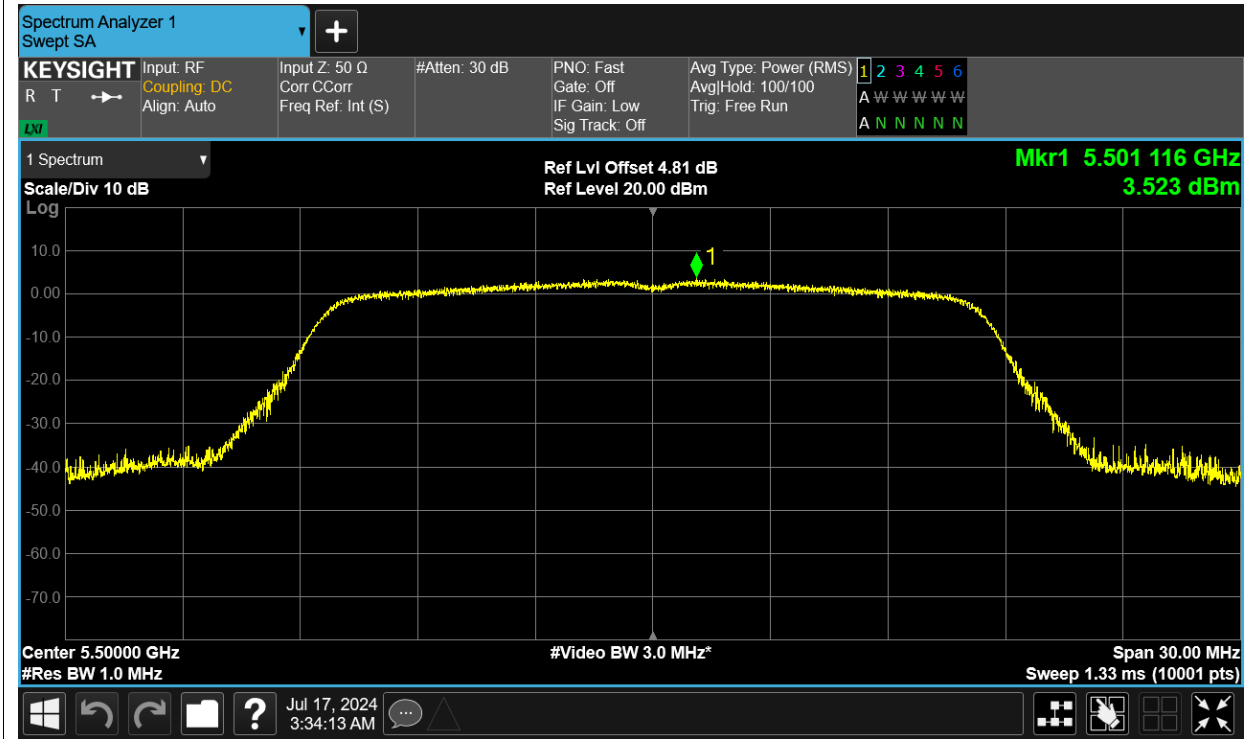 Spectrum Analyzer 1
Swept SA
KEYSIGHT
R T
LXI
Input: RF
Coupling: DC
Align: Auto
Input Z: 50 Ω
Corr CCorr
Freq Ref: Int (S)
#Atten: 30 dB
PNO: Fast
Gate: Off
IF Gain: Low
Sig Track: Off
Avg Type: Power (RMS)
Avg|Hold: 100/100
Trig: Free Run
1 2 3 4 5 6
A W W W W W
A N N N N N
1 Spectrum
Scale/Div 10 dB
Log
Ref Lvl Offset 4.81 dB
Ref Level 20.00 dBm
Mkr1 5.501 116 GHz
3.523 dBm
1
10.0
0.00
-10.0
-20.0
-30.0
-40.0
-50.0
-60.0
-70.0
Center 5.50000 GHz
#Res BW 1.0 MHz
#Video BW 3.0 MHz*
Span 30.00 MHz
Sweep 1.33 ms (10001 pts)
?
Jul 17, 2024
3:34:13 AM